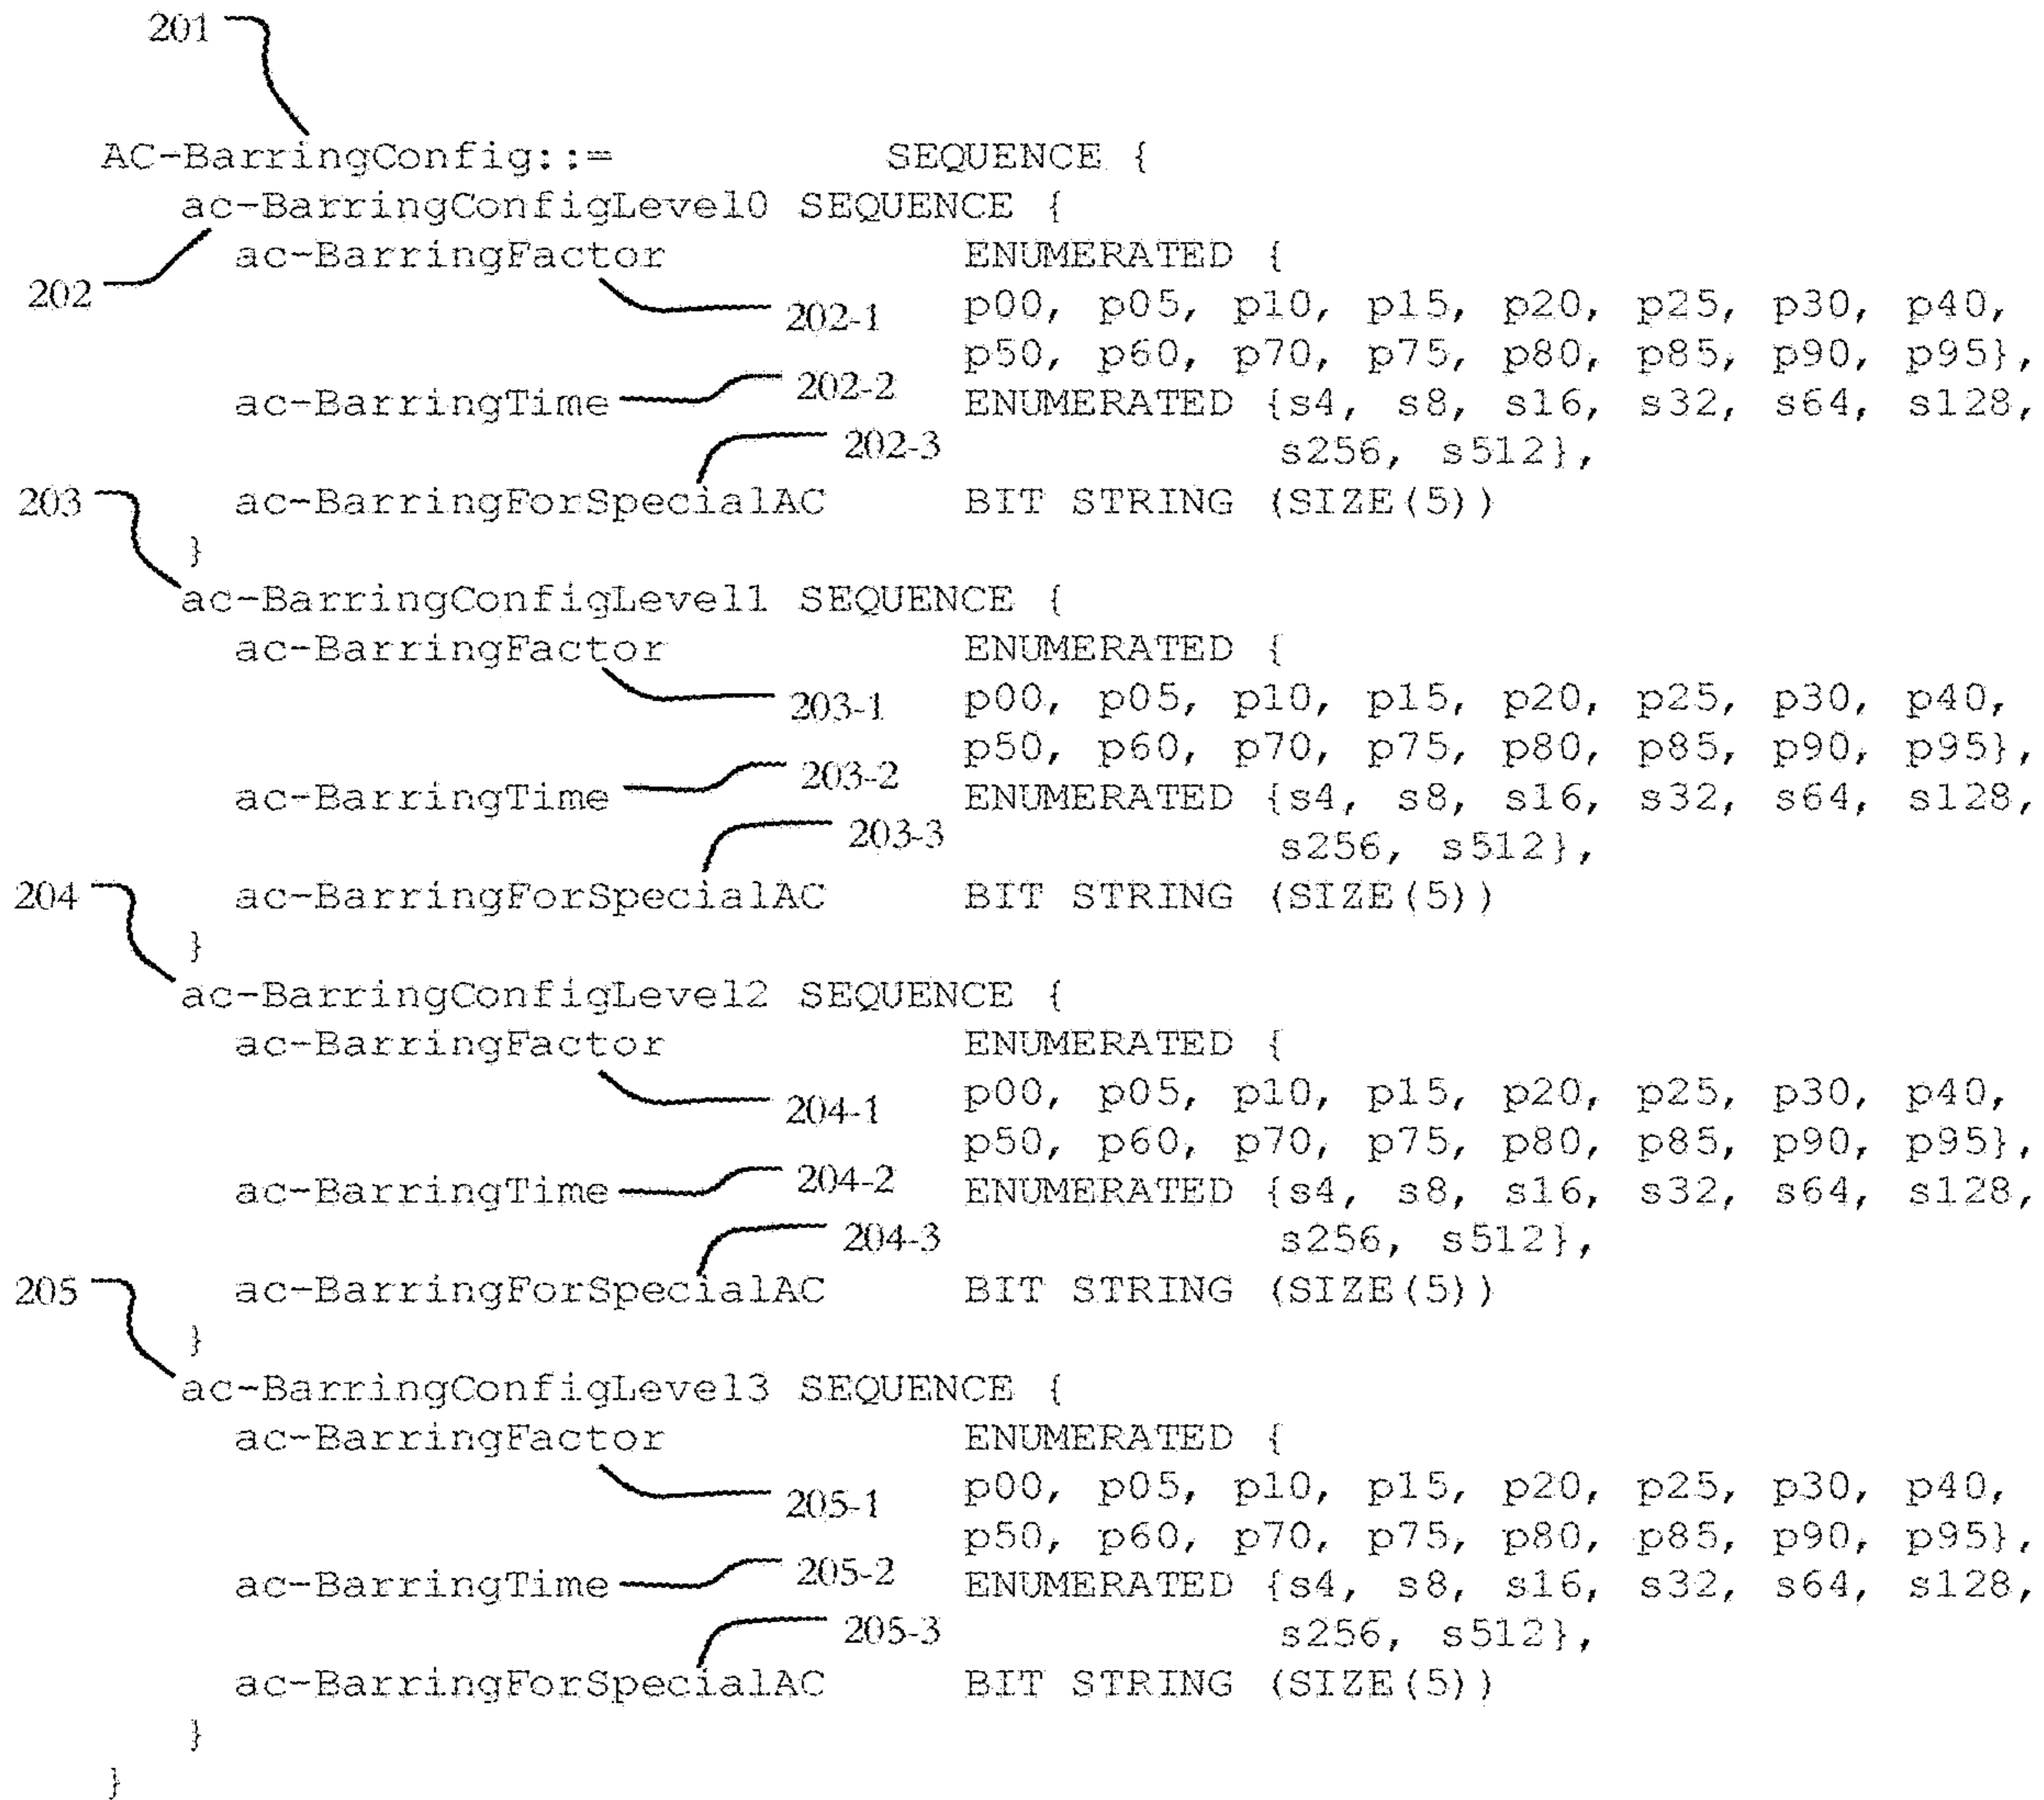 201
AC-BarringConfig::= SEQUENCE {
ac-BarringConfigLevel0 SEQUENCE {
ac-BarringFactor ENUMERATED {
202
202-1 p00, p05, p10, p15, p20, p25, p30, p40,
p50, p60, p70, p75, p80, p85, p90, p95},
202-2
ac-BarringTime ENUMERATED {s4, s8, s16, s32, s64, s128,
202-3 s256, s512},
203 ac-BarringForSpecialAC BIT STRING (SIZE(5))
}
ac-BarringConfigLevel1 SEQUENCE {
ac-BarringFactor ENUMERATED {
203-1 p00, p05, p10, p15, p20, p25, p30, p40,
p50, p60, p70, p75, p80, p85, p90, p95},
203-2
ac-BarringTime ENUMERATED {s4, s8, s16, s32, s64, s128,
203-3 s256, s512},
204 ac-BarringForSpecialAC BIT STRING (SIZE(5))
}
ac-BarringConfigLevel2 SEQUENCE {
ac-BarringFactor ENUMERATED {
204-1 p00, p05, p10, p15, p20, p25, p30, p40,
p50, p60, p70, p75, p80, p85, p90, p95},
204-2
ac-BarringTime ENUMERATED {s4, s8, s16, s32, s64, s128,
204-3 s256, s512},
205 ac-BarringForSpecialAC BIT STRING (SIZE(5))
}
ac-BarringConfigLevel3 SEQUENCE {
ac-BarringFactor ENUMERATED {
205-1 p00, p05, p10, p15, p20, p25, p30, p40,
p50, p60, p70, p75, p80, p85, p90, p95},
205-2
ac-BarringTime ENUMERATED {s4, s8, s16, s32, s64, s128,
205-3 s256, s512},
ac-BarringForSpecialAC BIT STRING (SIZE(5))
}
}